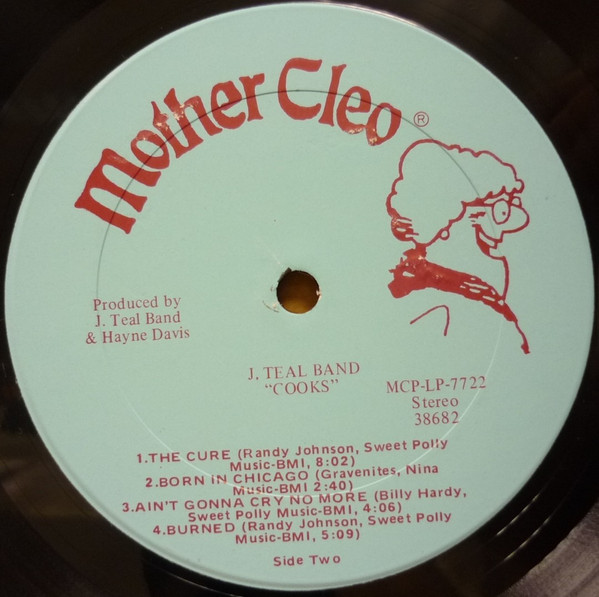 Mother Cleo ®
Produced by
J. Teal Band
& Hayne Davis
J. TEAL BAND
"COOKS"
MCP-LP-7722
Stereo
38682
1.THE CURE (Randy Johnson, Sweet Polly
Music-BMI, 8:02)
2.BORN IN CHICAGO (Gravenites, Nina
Music-BMI 2:40)
3.AIN'T GONNA CRY NO MORE (Billy Hardy,
Sweet Polly Music-BMI, 4:06)
4.BURNED (Randy Johnson, Sweet Polly
Music-BMI, 5:09)
Side Two